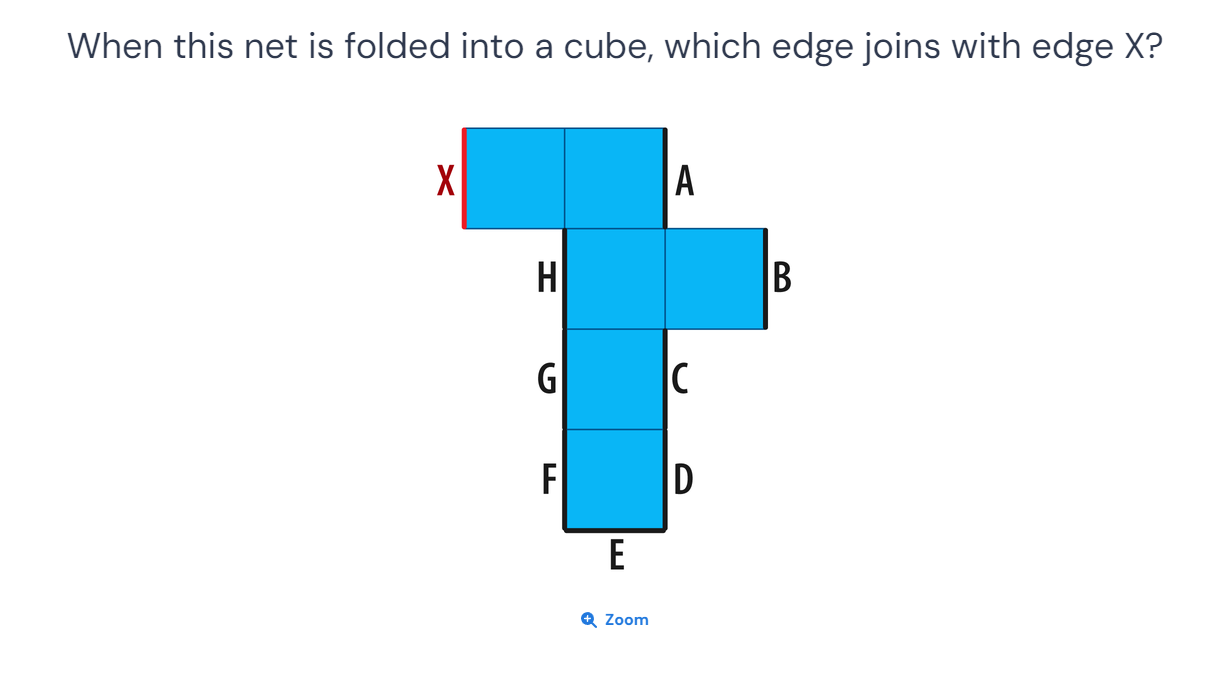 When this net is folded into a cube, which edge joins with edge X?
X
A
H
B
G
C
F
D
E
Zoom